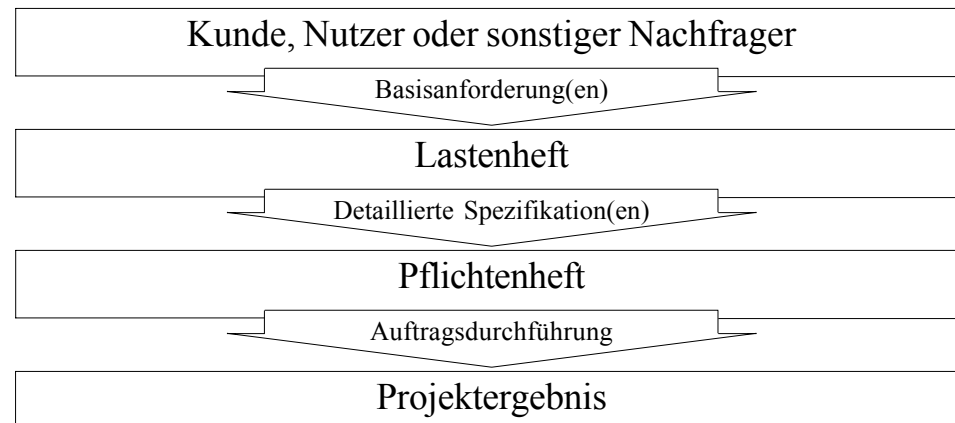 Kunde, Nutzer oder sonstiger Nachfrager
Basisanforderung(en)
Lastenheft
Detaillierte Spezifikation(en)
Pflichtenheft
Auftragsdurchführung
Projektergebnis